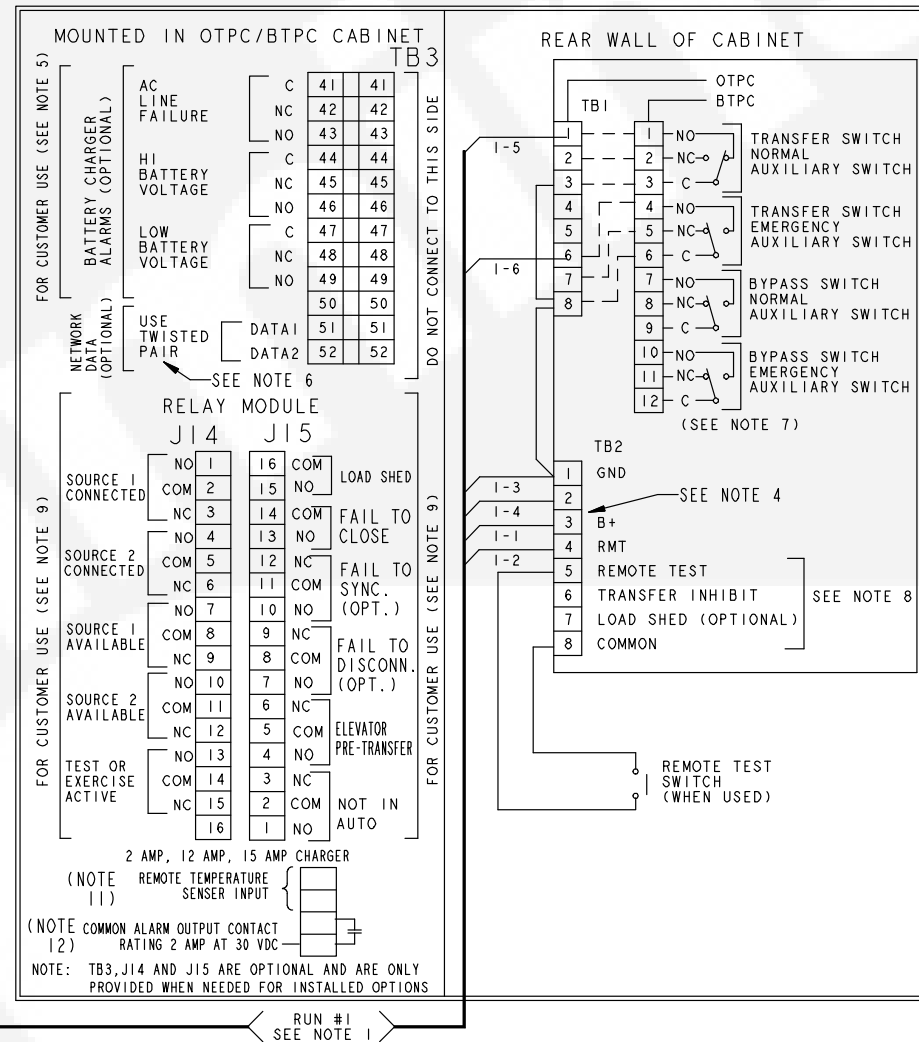 MOUNTED IN OTPC/BTPC CABINET
TB3
FOR CUSTOMER USE (SEE NOTE 5)
BATTERY CHARGER
ALARMS (OPTIONAL)
AC
LINE
FAILURE
C 41 41
NC 42 42
NO 43 43
HI
BATTERY
VOLTAGE
C 44 44
NC 45 45
NO 46 46
LOW
BATTERY
VOLTAGE
C 47 47
NC 48 48
NO 49 49
50 50
NETWORK
DATA
(OPTIONAL)
USE
TWISTED
PAIR
DATA1 51 51
DATA2 52 52
SEE NOTE 6
DO NOT CONNECT TO THIS SIDE
RELAY MODULE
J14 J15
FOR CUSTOMER USE (SEE NOTE 9)
SOURCE 1
CONNECTED
NO 1
COM 2
NC 3
SOURCE 2
CONNECTED
NO 4
COM 5
NC 6
SOURCE 1
AVAILABLE
NO 7
COM 8
NC 9
SOURCE 2
AVAILABLE
NO 10
COM 11
NC 12
TEST OR
EXERCISE
ACTIVE
NO 13
COM 14
NC 15
16
16 COM
15 NO
LOAD SHED
14 COM
13 NO
FAIL TO
CLOSE
12 NC
11 COM
10 NO
FAIL TO
SYNC.
(OPT.)
9 NC
8 COM
7 NO
FAIL TO
DISCONN.
(OPT.)
6 NC
5 COM
4 NO
ELEVATOR
PRE-TRANSFER
3 NC
2 COM
1 NO
NOT IN
AUTO
FOR CUSTOMER USE (SEE NOTE 9)
2 AMP, 12 AMP, 15 AMP CHARGER
(NOTE
11)
REMOTE TEMPERATURE
SENSER INPUT
(NOTE
12)
COMMON ALARM OUTPUT CONTACT
RATING 2 AMP AT 30 VDC
NOTE: TB3,J14 AND J15 ARE OPTIONAL AND ARE ONLY
PROVIDED WHEN NEEDED FOR INSTALLED OPTIONS
RUN #1
SEE NOTE 1
REAR WALL OF CABINET
OTPC
BTPC
TB1
1-5
1-6
1
2
3
4
5
6
7
8
1 NO
2 NC
3 C
TRANSFER SWITCH
NORMAL
AUXILIARY SWITCH
4 NO
5 NC
6 C
TRANSFER SWITCH
EMERGENCY
AUXILIARY SWITCH
7 NO
8 NC
9 C
BYPASS SWITCH
NORMAL
AUXILIARY SWITCH
10 NO
11 NC
12 C
BYPASS SWITCH
EMERGENCY
AUXILIARY SWITCH
(SEE NOTE 7)
TB2
1 GND
1-3 2
SEE NOTE 4
1-4 3 B+
1-1 4 RMT
1-2 5 REMOTE TEST
6 TRANSFER INHIBIT
7 LOAD SHED (OPTIONAL)
8 COMMON
SEE NOTE 8
REMOTE TEST
SWITCH
(WHEN USED)